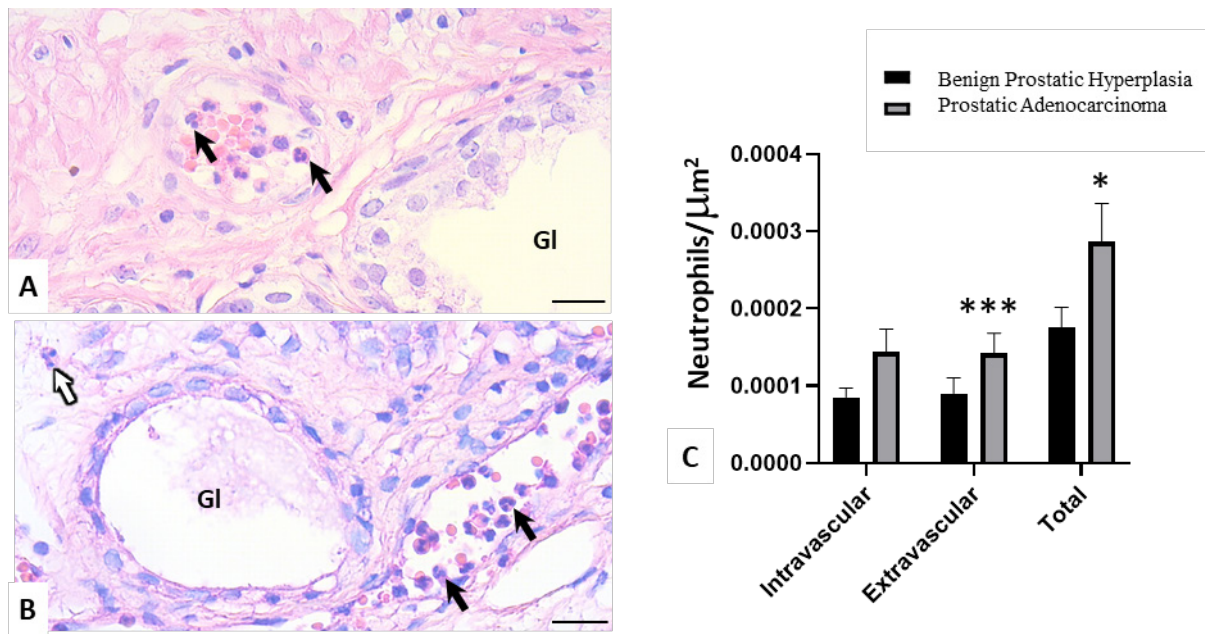 A
Gl
B
Gl
C
Benign Prostatic Hyperplasia
Prostatic Adenocarcinoma
Neutrophils/μm²
0.0004
0.0003
0.0002
0.0001
0.0000
***
*
Intravascular
Extravascular
Total